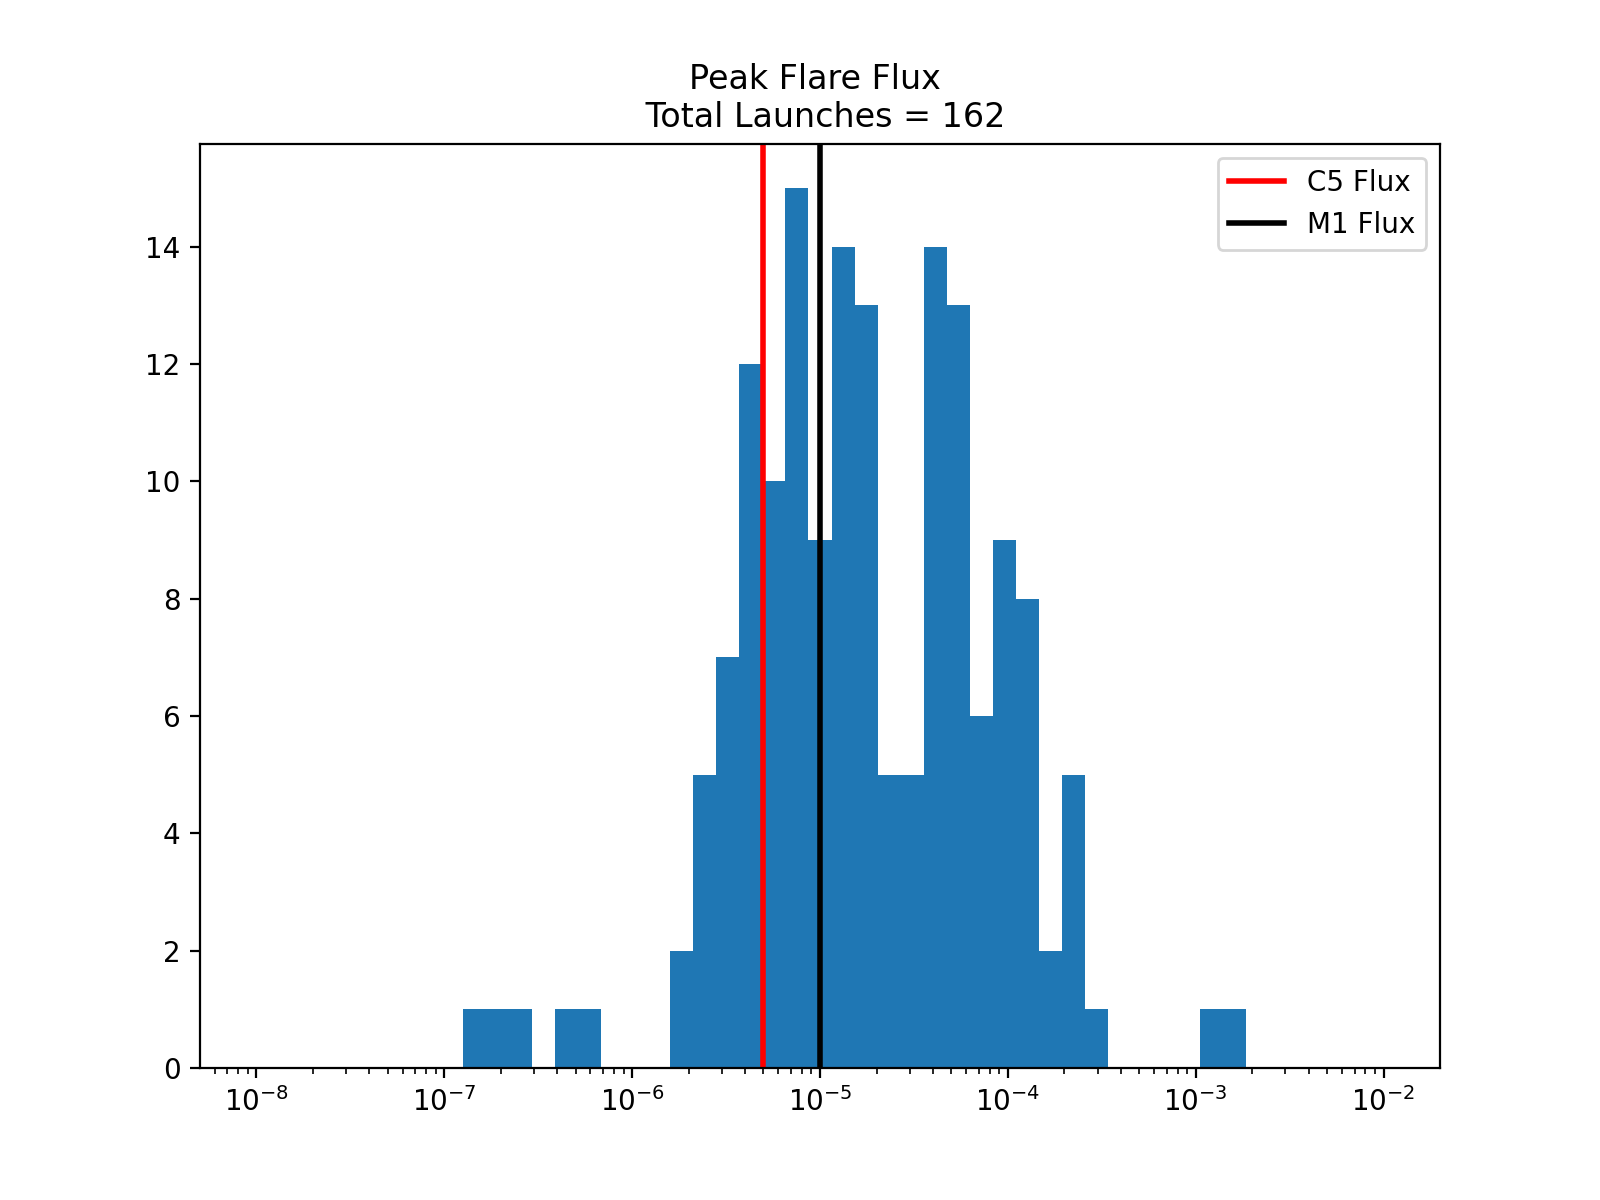 Peak Flare Flux
Total Launches = 162
C5 Flux
M1 Flux
14
12
10
8
6
4
2
0
10⁻⁸ 10⁻⁷ 10⁻⁶ 10⁻⁵ 10⁻⁴ 10⁻³ 10⁻²